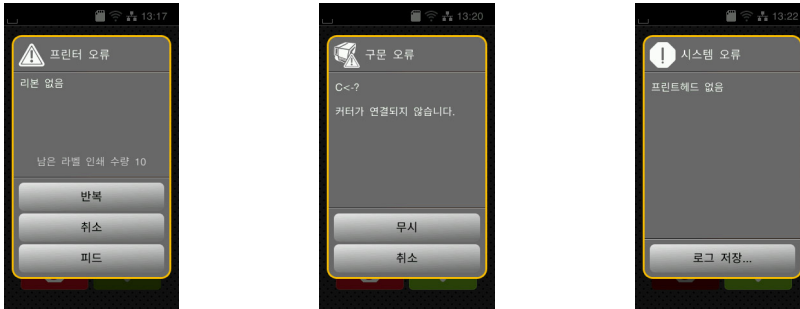 13:17
프린터 오류
리본 없음
남은 라벨 인쇄 수량 10
반복
취소
피드
13:20
구문 오류
C<-?
커터가 연결되지 않습니다.
무시
취소
13:22
시스템 오류
프린트헤드 없음
로그 저장...